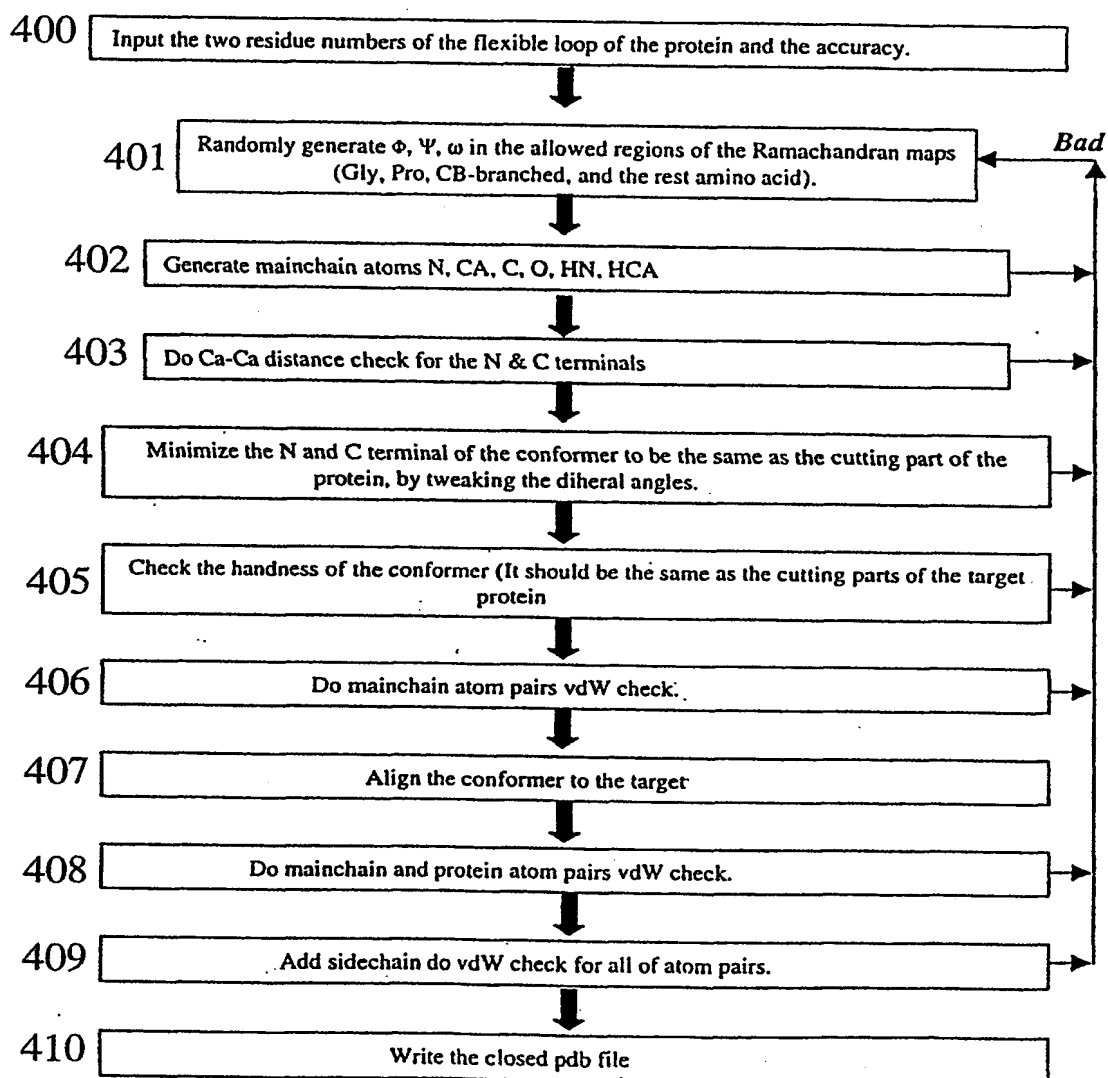 400 Input the two residue numbers of the flexible loop of the protein and the accuracy.
Bad
401 Randomly generate Φ, Ψ, ω in the allowed regions of the Ramachandran maps
(Gly, Pro, CB-branched, and the rest amino acid).
402 Generate mainchain atoms N, CA, C, O, HN, HCA
403 Do Ca-Ca distance check for the N & C terminals
404 Minimize the N and C terminal of the conformer to be the same as the cutting part of the
protein, by tweaking the diheral angles.
405 Check the handness of the conformer (It should be the same as the cutting parts of the target
protein
406 Do mainchain atom pairs vdW check.
407 Align the conformer to the target
408 Do mainchain and protein atom pairs vdW check.
409 Add sidechain do vdW check for all of atom pairs.
410 Write the closed pdb file